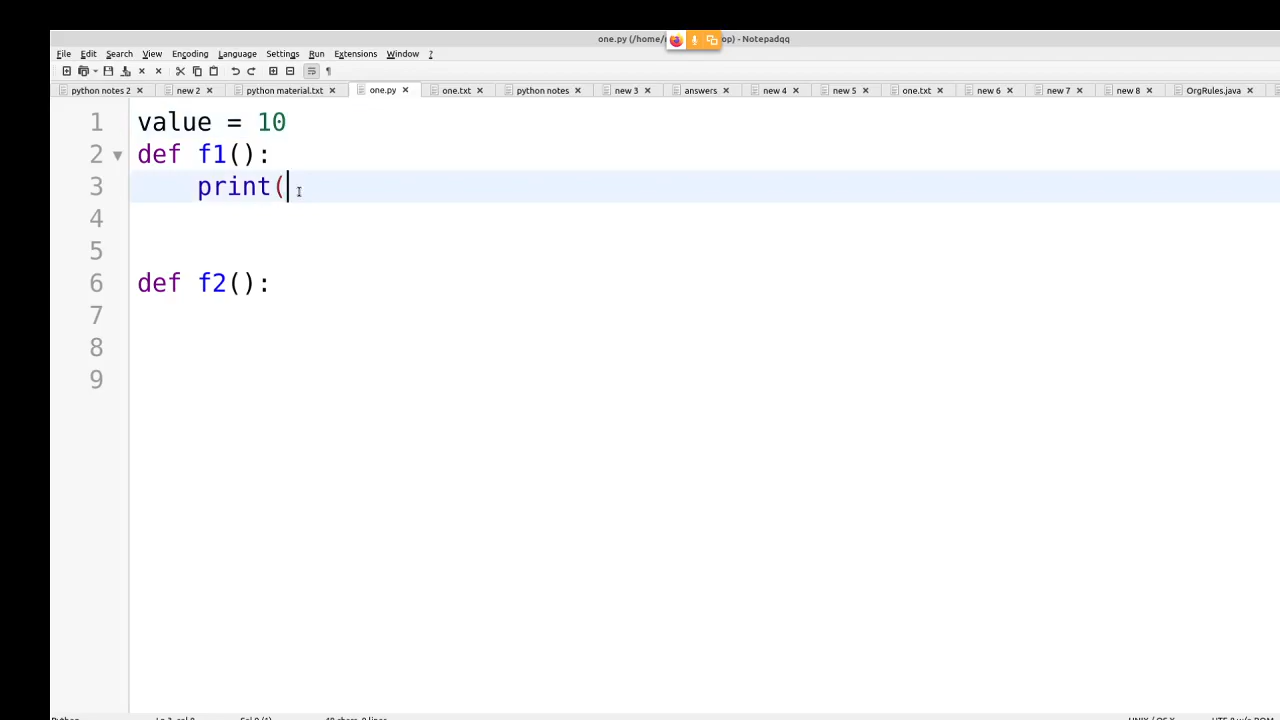 one.py (/home/ op) - Notepadqq
File Edit Search View Encoding Language Settings Run Extensions Window ?
python notes 2 new 2 python material.txt one.py one.txt python notes new 3 answers new 4 new 5 one.txt new 6 new 7 new 8 OrgRules.java
1 value = 10
2 def f1():
3 print(
4
5
6 def f2():
7
8
9